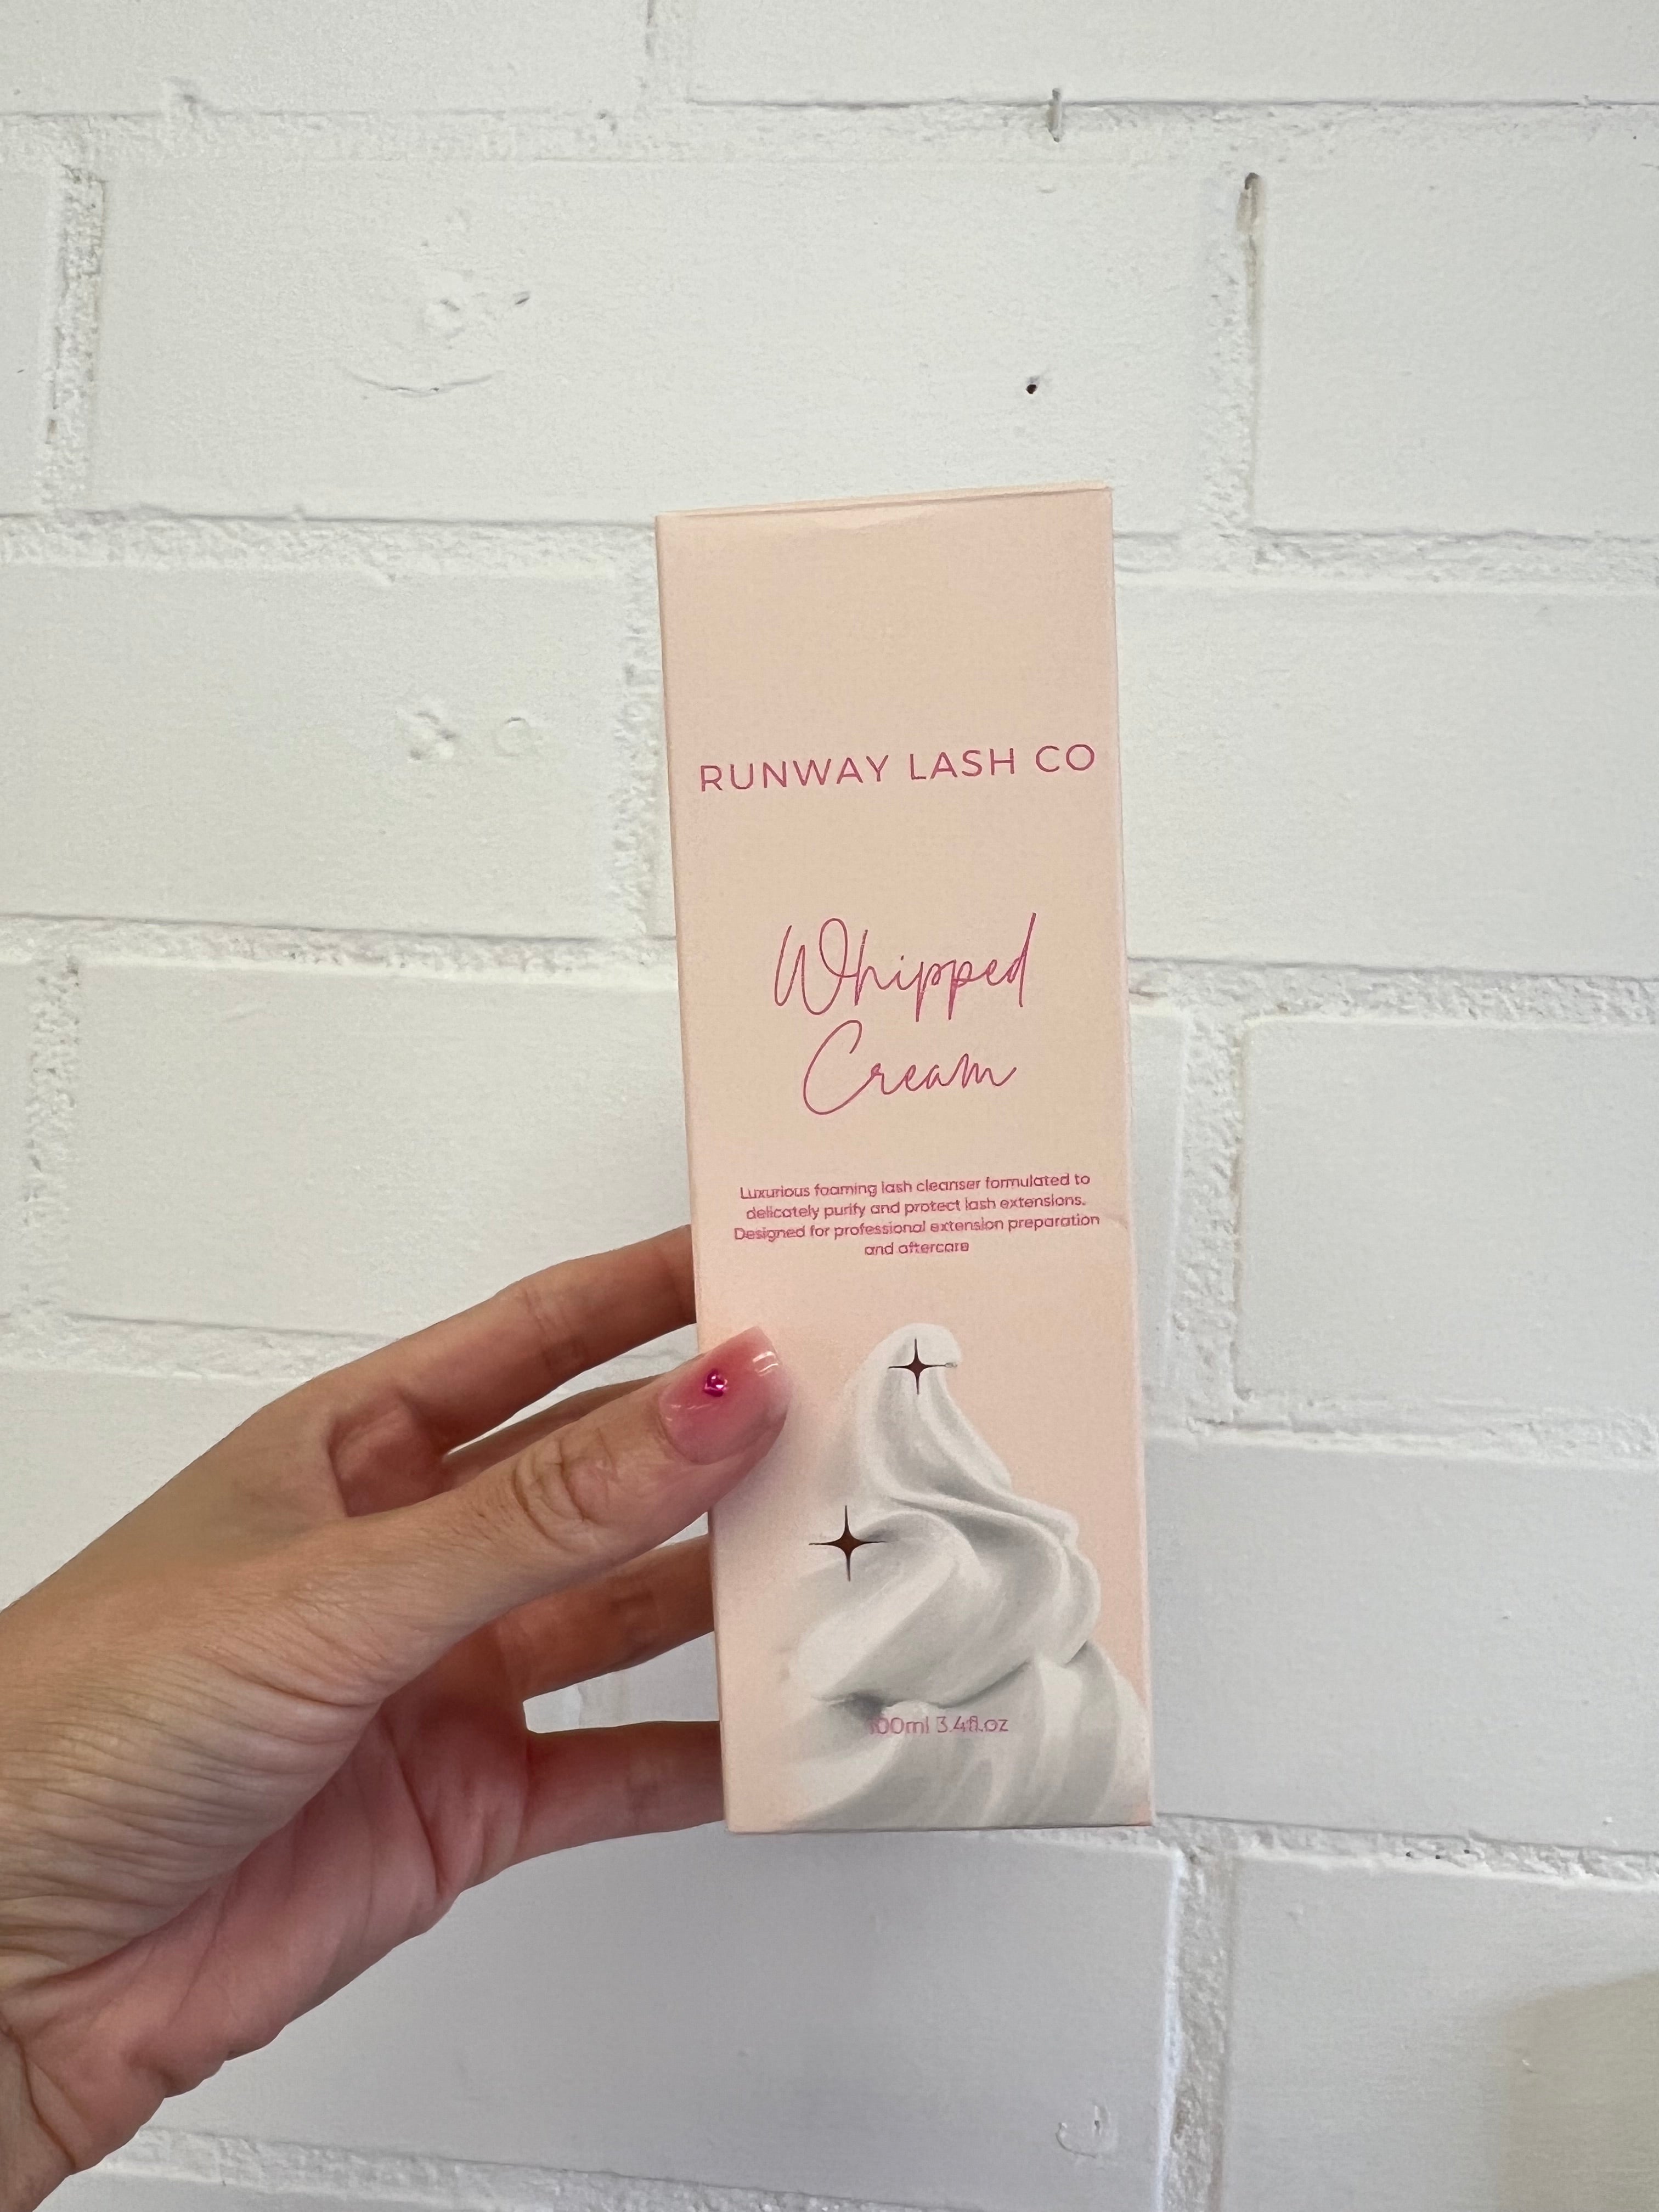 RUNWAY LASH CO
Whipped
Cream
Luxurious foaming lash cleanser formulated to
delicately purify and protect lash extensions.
Designed for professional extension preparation
and aftercare
100ml 3.4fl.oz